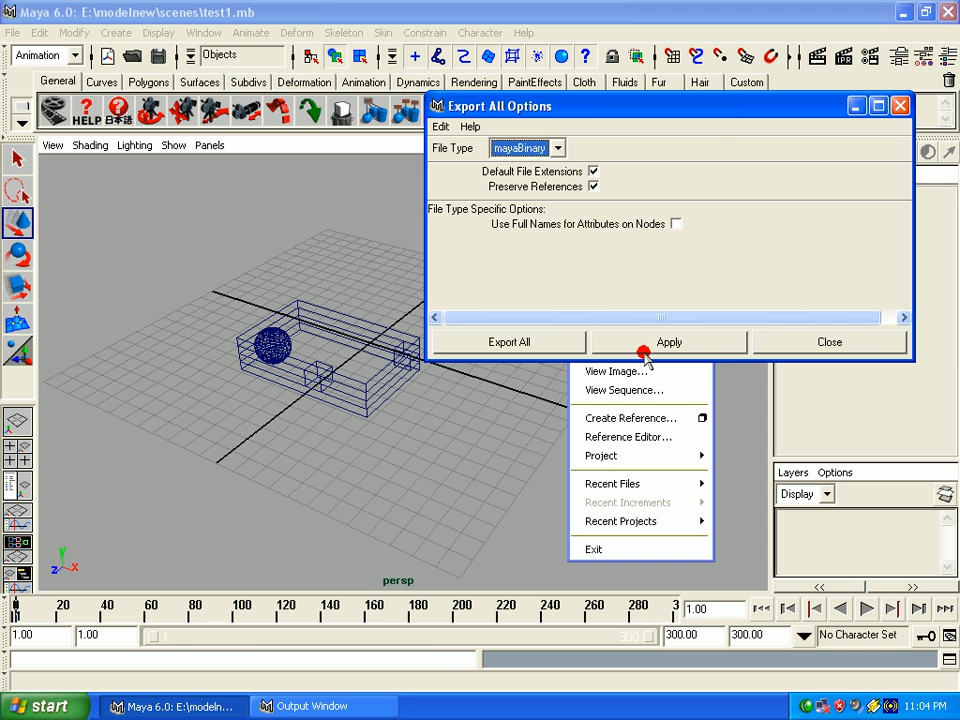 Maya 6.0: E:\modelnew\scenes\test1.mb
File Edit Modify Create Display Window Animate Deform Skeleton Skin Constrain Character Help
Animation Objects
General Curves Polygons Surfaces Subdivs Deformation Animation Dynamics Rendering PaintEffects Cloth Fluids Fur Hair Custom
HELP 日本語
View Shading Lighting Show Panels
Export All Options
Edit Help
File Type mayaBinary
Default File Extensions
Preserve References
File Type Specific Options:
Use Full Names for Attributes on Nodes
Export All Apply Close
View Image...
View Sequence...
Create Reference...
Reference Editor...
Project
Recent Files
Recent Increments
Recent Projects
Exit
Layers Options
Display
<< >>
y
z x
persp
20 40 60 80 100 120 140 160 180 200 220 240 260 280 3
1.00
1.00 1.00 1 300 300.00 300.00 No Character Set
start Maya 6.0: E:\modeln... Output Window 11:04 PM